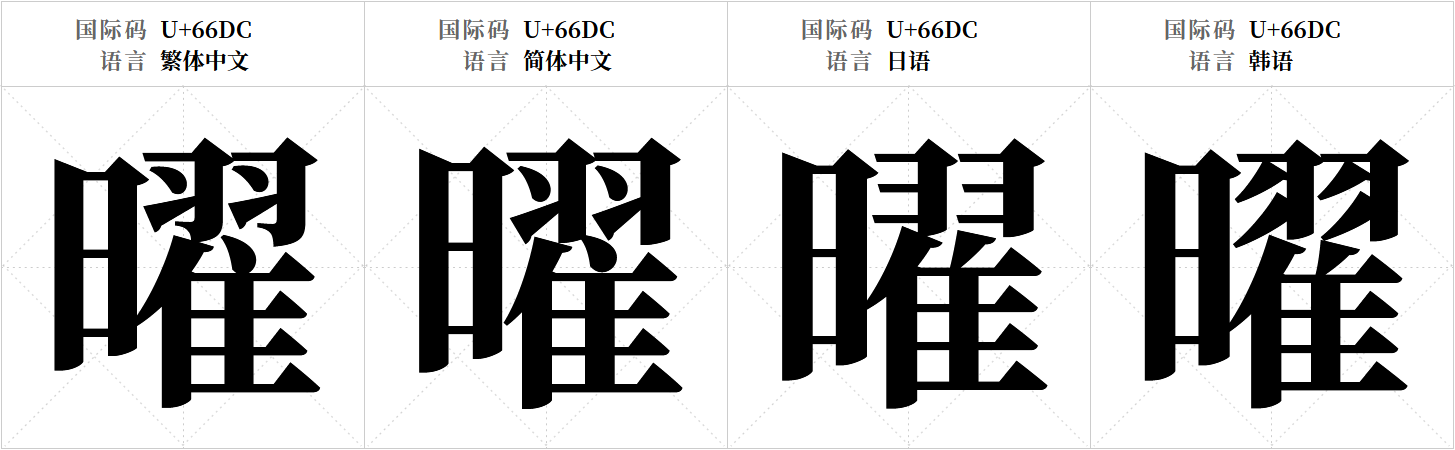 国际码 U+66DC
语言 繁体中文
曜
国际码 U+66DC
语言 简体中文
曜
国际码 U+66DC
语言 日语
曜
国际码 U+66DC
语言 韩语
曜